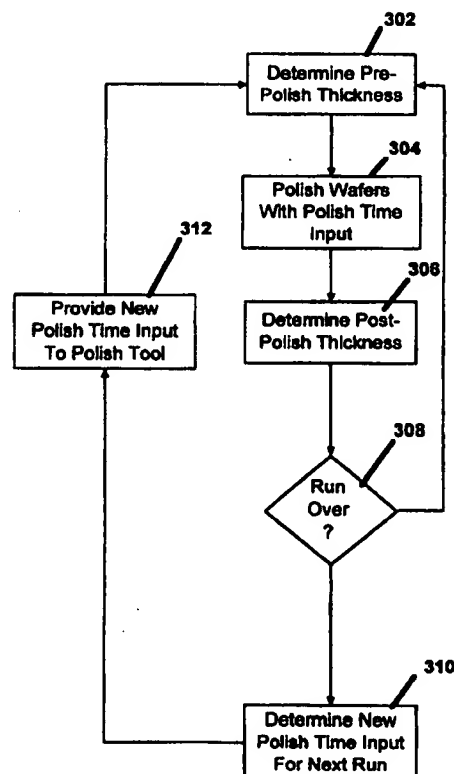 302
Determine Pre-
Polish Thickness
304
Polish Wafers
With Polish Time
Input
312
Provide New
Polish Time Input
To Polish Tool
306
Determine Post-
Polish Thickness
308
Run
Over
?
310
Determine New
Polish Time Input
For Next Run